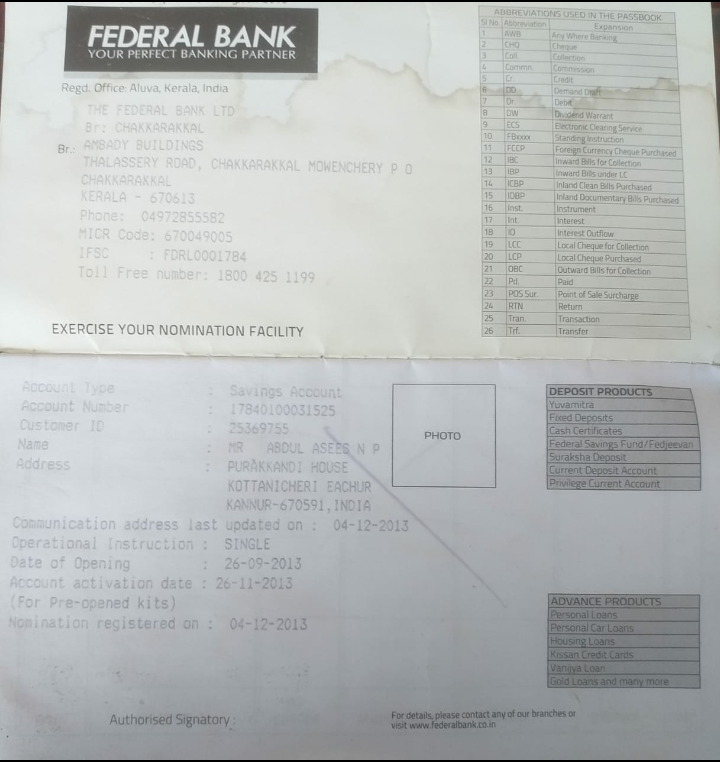 FEDERAL BANK
YOUR PERFECT BANKING PARTNER
Regd. Office: Aluva, Kerala, India
THE FEDERAL BANK LTD
Br: CHAKKARAKKAL
Br.: AMBADY BUILDINGS
THALASSERY ROAD, CHAKKARAKKAL MOWENCHERY P O
CHAKKARAKKAL
KERALA - 670613
Phone: 04972855582
MICR Code: 670049005
IFSC : FDRL0001784
Toll Free number: 1800 425 1199
EXERCISE YOUR NOMINATION FACILITY
ABBREVIATIONS USED IN THE PASSBOOK
Sl No. Abbreviation Expansion
1 AWB Any Where Banking
2 CHQ Cheque
3 Coll. Collection
4 Commn. Commission
5 Cr. Credit
6 DD Demand Draft
7 Dr. Debit
8 DW Dividend Warrant
9 ECS Electronic Clearing Service
10 FBxxxx Standing Instruction
11 FCCP Foreign Currency Cheque Purchased
12 IBC Inward Bills for Collection
13 IBP Inward Bills under LC
14 ICBP Inland Clean Bills Purchased
15 IDBP Inland Documentary Bills Purchased
16 Inst. Instrument
17 Int. Interest
18 IO Interest Outflow
19 LCC Local Cheque for Collection
20 LCP Local Cheque Purchased
21 OBC Outward Bills for Collection
22 Pd. Paid
23 POS Sur. Point of Sale Surcharge
24 RTN Return
25 Tran. Transaction
26 Trf. Transfer
Account Type : Savings Account
Account Number : 17840100031525
Customer ID : 25369755
Name : MR ABDUL ASEES N P
Address : PURAKKANDI HOUSE
KOTTANICHERI EACHUR
KANNUR-670591, INDIA
Communication address last updated on : 04-12-2013
Operational Instruction : SINGLE
Date of Opening : 26-09-2013
Account activation date : 26-11-2013
(For Pre-opened kits)
Nomination registered on : 04-12-2013
PHOTO
DEPOSIT PRODUCTS
Yuvamitra
Fixed Deposits
Cash Certificates
Federal Savings Fund/Fedjeevan
Suraksha Deposit
Current Deposit Account
Privilege Current Account
ADVANCE PRODUCTS
Personal Loans
Personal Car Loans
Housing Loans
Kissan Credit Cards
Vanijya Loan
Gold Loans and many more
Authorised Signatory :
For details, please contact any of our branches or
visit www.federalbank.co.in